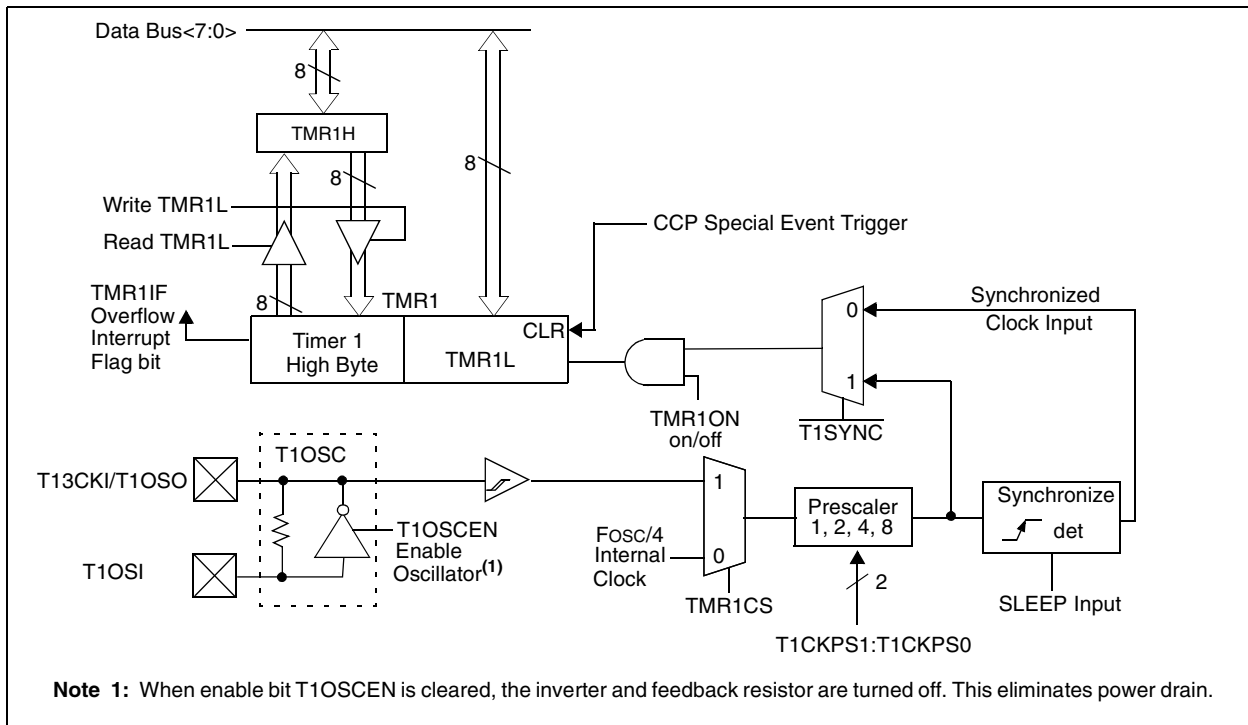 Data Bus<7:0>
8
TMR1H
8
8
Write TMR1L
CCP Special Event Trigger
Read TMR1L
8
TMR1
TMR1IF
Overflow
Interrupt
Flag bit
Timer 1
High Byte
TMR1L
CLR
0
1
Synchronized
Clock Input
TMR1ON
on/off
T1SYNC
T1OSC
T13CKI/T1OSO
T1OSI
T1OSCEN
Enable
Oscillator(1)
1
0
FOSC/4
Internal
Clock
TMR1CS
Prescaler
1, 2, 4, 8
2
T1CKPS1:T1CKPS0
Synchronize
det
SLEEP Input
Note 1: When enable bit T1OSCEN is cleared, the inverter and feedback resistor are turned off. This eliminates power drain.